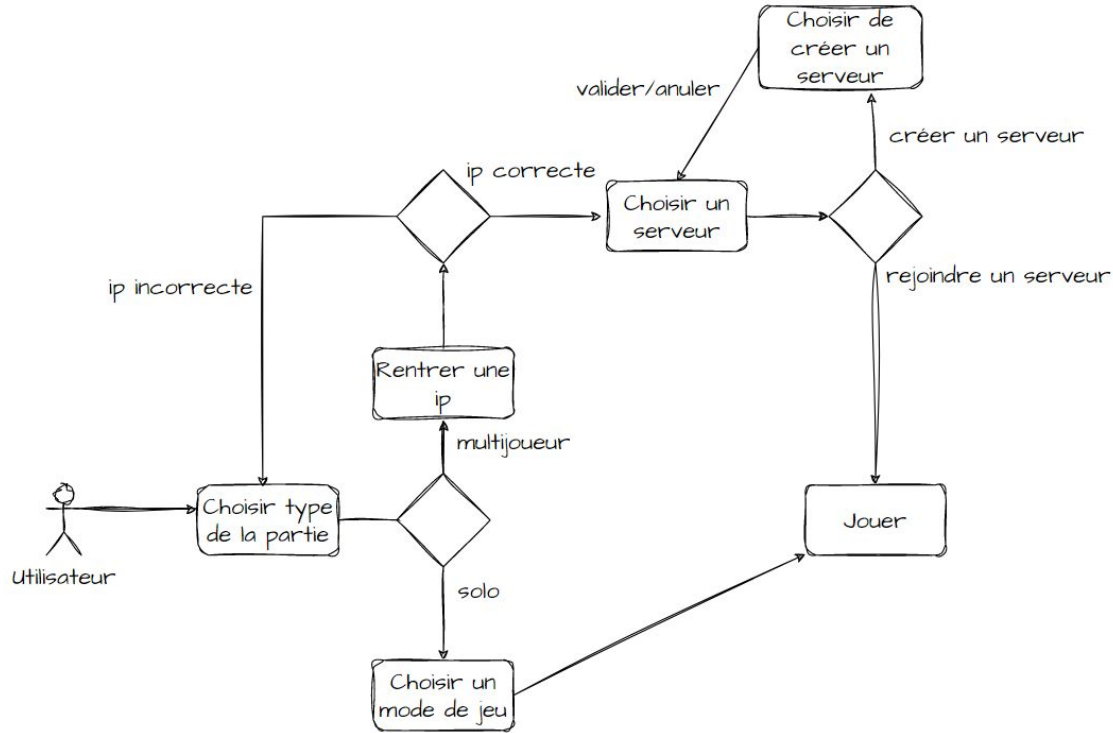 Choisir de
créer un
serveur
valider/anuler
créer un serveur
ip correcte
Choisir un
serveur
rejoindre un serveur
ip incorrecte
Rentrer une
ip
multijoueur
Choisir type
de la partie
Jouer
Utilisateur
solo
Choisir un
mode de jeu